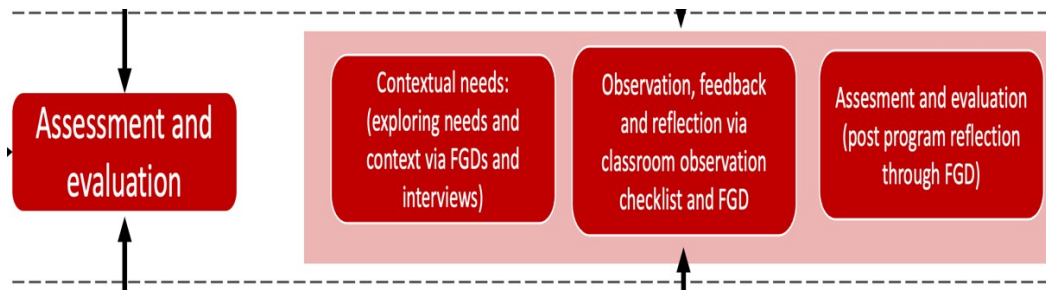 Assessment and
evaluation
Contextual needs:
(exploring needs and
context via FGDs and
interviews)
Observation, feedback
and reflection via
classroom observation
checklist and FGD
Assesment and evaluation
(post program reflection
through FGD)